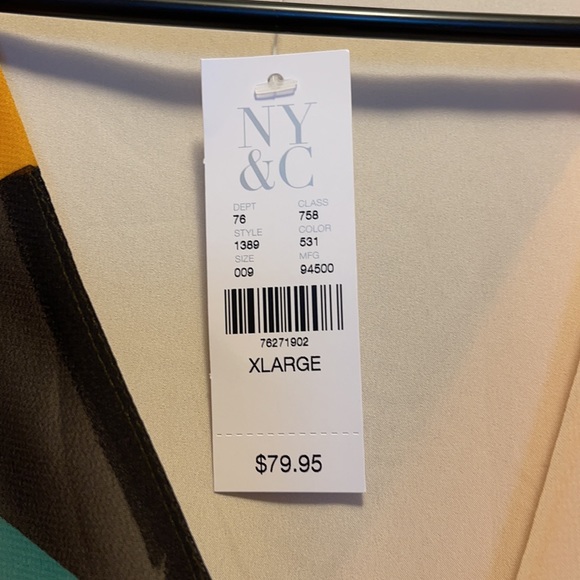 NY
&C
DEPT CLASS
76 758
STYLE COLOR
1389 531
SIZE MFG
009 94500
76271902
XLARGE
$79.95